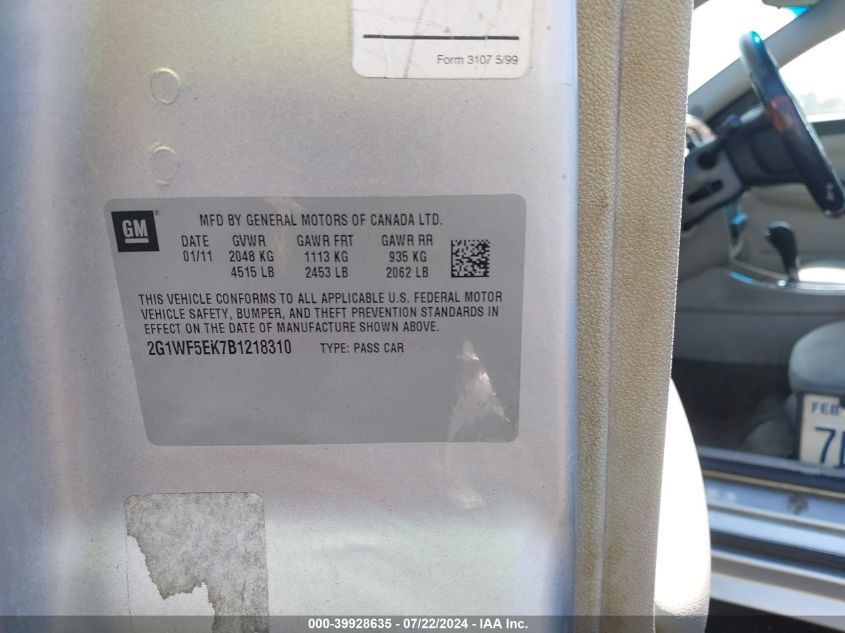 Form 3107 5/99
GM
MFD BY GENERAL MOTORS OF CANADA LTD.
DATE GVWR GAWR FRT GAWR RR
01/11 2048 KG 1113 KG 935 KG
4515 LB 2453 LB 2062 LB
THIS VEHICLE CONFORMS TO ALL APPLICABLE U.S. FEDERAL MOTOR
VEHICLE SAFETY, BUMPER, AND THEFT PREVENTION STANDARDS IN
EFFECT ON THE DATE OF MANUFACTURE SHOWN ABOVE.
2G1WF5EK7B1218310 TYPE: PASS CAR
FEB
7
000-39928635 - 07/22/2024 - IAA Inc.